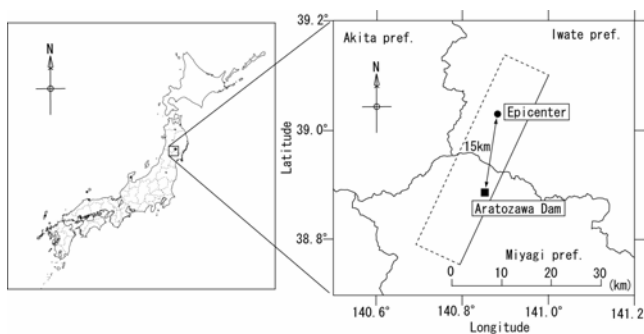 N
39.2°
Akita pref.
Iwate pref.
N
Epicenter
39.0°
15km
Latitude
Aratozawa Dam
38.8°
Miyagi pref.
0 10 20 30
(km)
140.6° 140.8° 141.0° 141.2
Longitude